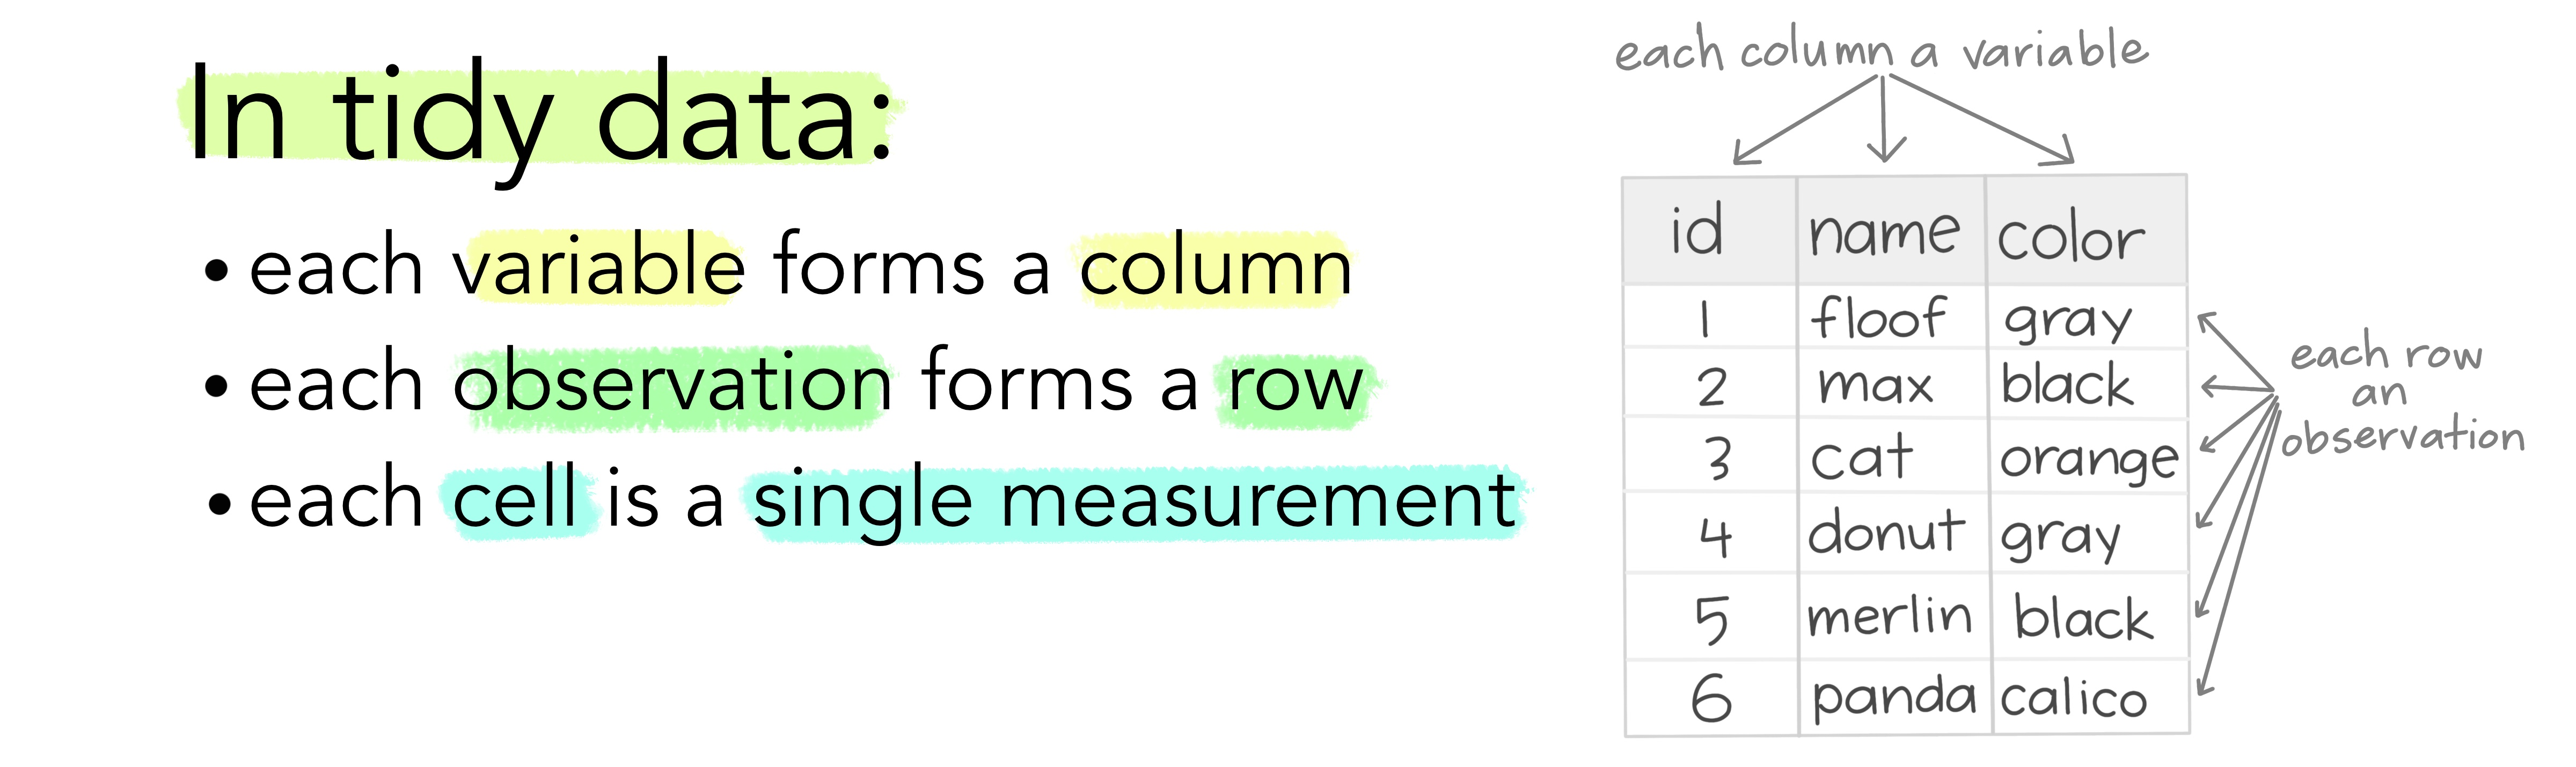 In tidy data:
• each variable forms a column
• each observation forms a row
• each cell is a single measurement
each column a variable
id name color
1 floof gray
2 max black
3 cat orange
4 donut gray
5 merlin black
6 panda calico
each row
an
observation